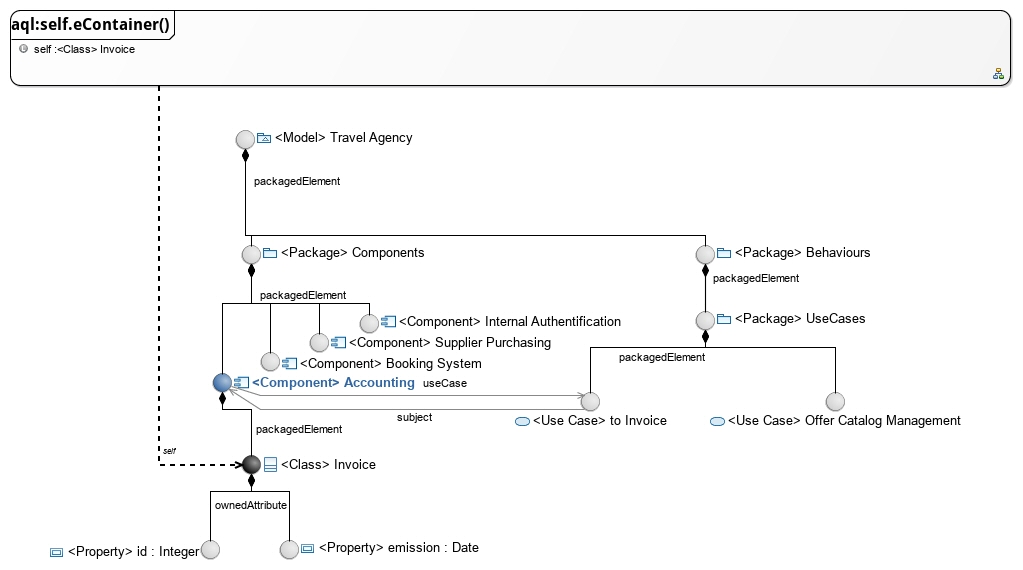 aql:self.eContainer()
self :<Class> Invoice
<Model> Travel Agency
packagedElement
<Package> Components
<Package> Behaviours
packagedElement
packagedElement
<Component> Internal Authentification
<Package> UseCases
<Component> Supplier Purchasing
packagedElement
<Component> Booking System
<Component> Accounting
useCase
subject
<Use Case> to Invoice
<Use Case> Offer Catalog Management
packagedElement
self
<Class> Invoice
ownedAttribute
<Property> id : Integer
<Property> emission : Date